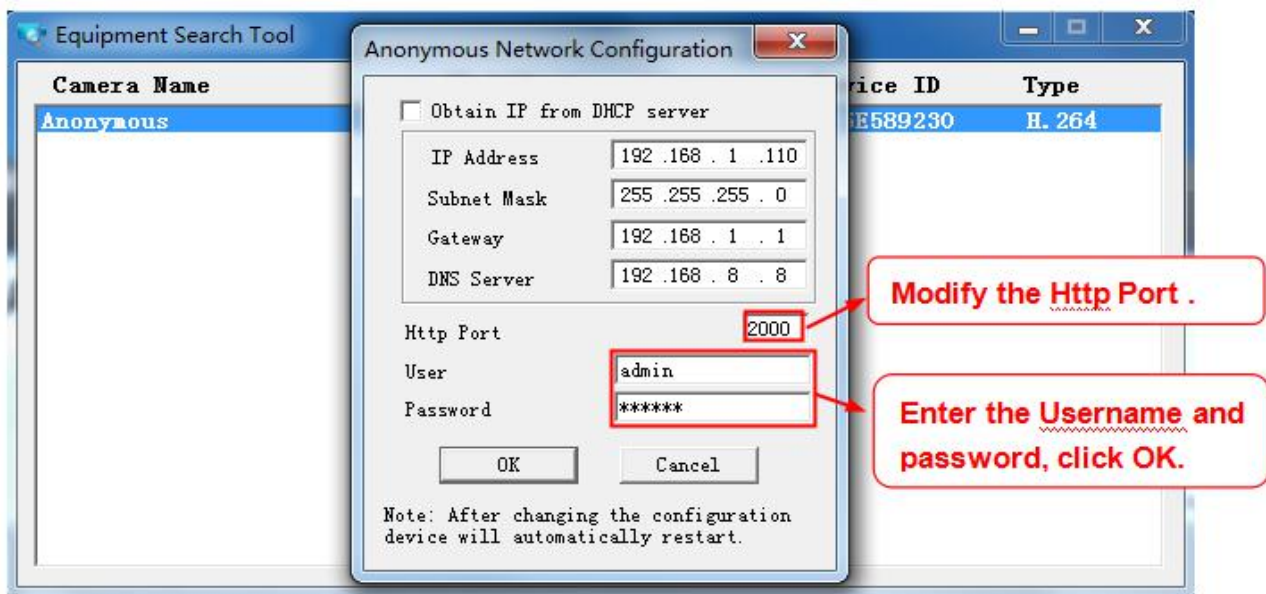 Equipment Search Tool
Anonymous Network Configuration
Camera Name
vice ID
Type
Anonymous
SE589230
H.264
Obtain IP from DHCP server
IP Address
192 .168 . 1 .110
Subnet Mask
255 .255 .255 . 0
Gateway
192 .168 . 1 . 1
DNS Server
192 .168 . 8 . 8
Http Port
2000
Modify the Http Port .
User
admin
Password
******
Enter the Username and
password, click OK.
OK
Cancel
Note: After changing the configuration
device will automatically restart.